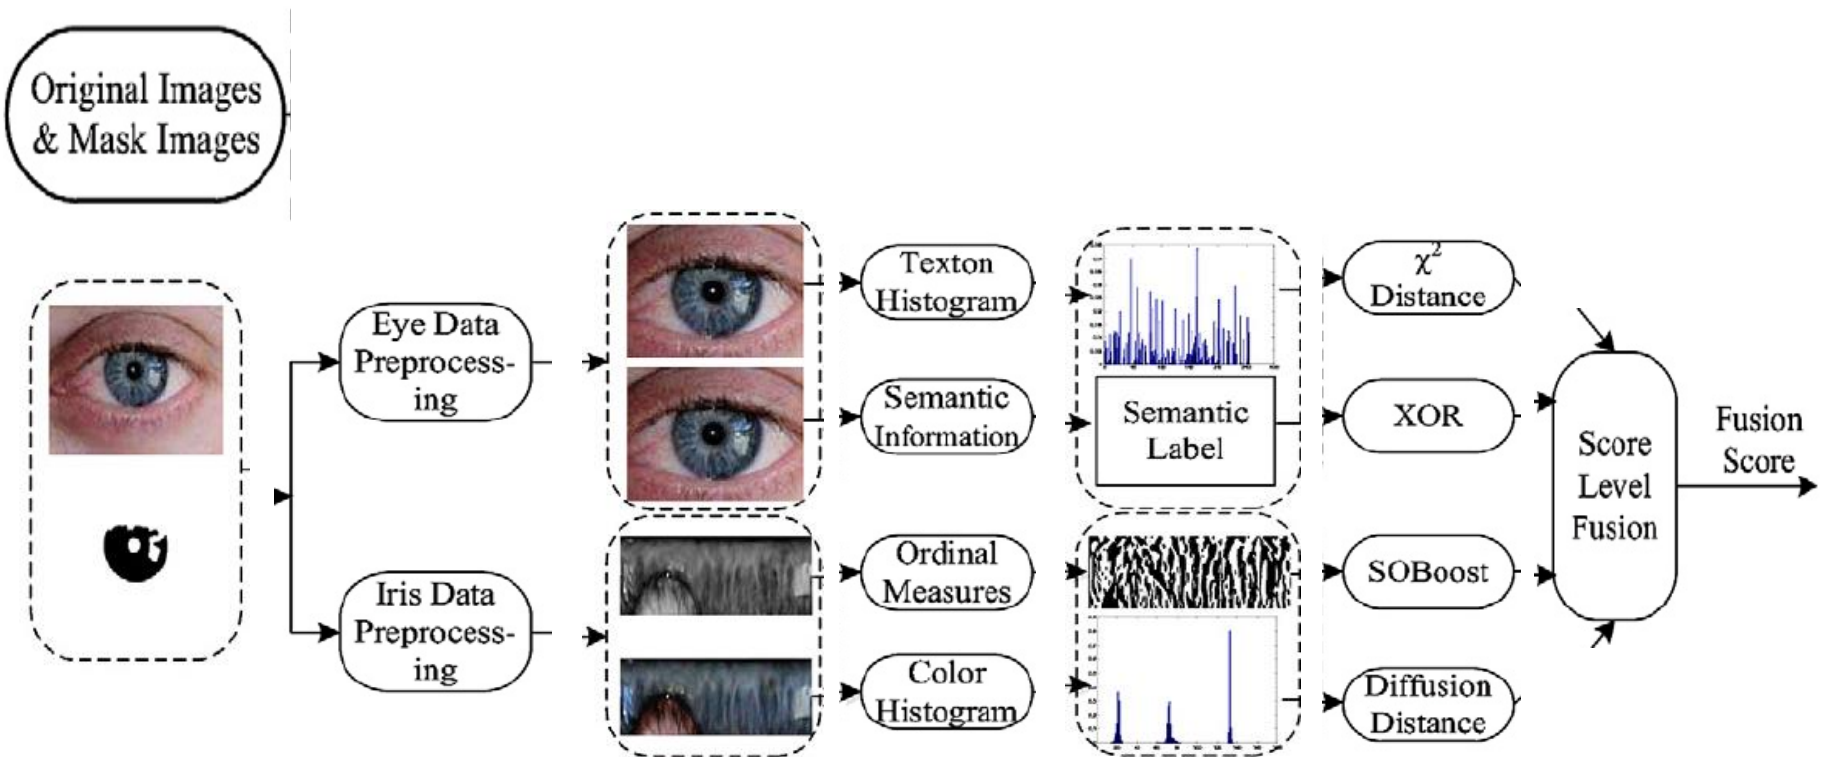 Original Images
& Mask Images
Eye Data
Preprocess-
ing
Iris Data
Preprocess-
ing
Texton
Histogram
Semantic
Information
Ordinal
Measures
Color
Histogram
Semantic
Label
χ²
Distance
XOR
SOBoost
Diffusion
Distance
Score
Level
Fusion
Fusion
Score